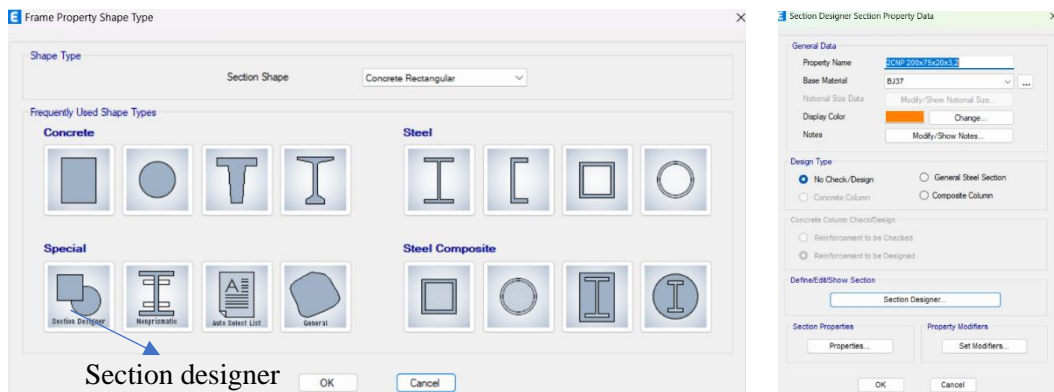 E Frame Property Shape Type
Shape Type
Section Shape
Concrete Rectangular
Frequently Used Shape Types
Concrete
Steel
Special
Steel Composite
Section Designer
Nonprismatic
Auto Select List
General
Section designer
OK
Cancel
E Section Designer Section Property Data
General Data
Property Name
2CNP 200x75x20x3,2
Base Material
BJ37
...
Notional Size Data
Modify/Show Notional Size...
Display Color
Change...
Notes
Modify/Show Notes...
Design Type
No Check/Design
General Steel Section
Concrete Column
Composite Column
Concrete Column Check/Design
Reinforcement to be Checked
Reinforcement to be Designed
Define/Edit/Show Section
Section Designer...
Section Properties
Property Modifiers
Properties...
Set Modifiers...
OK
Cancel